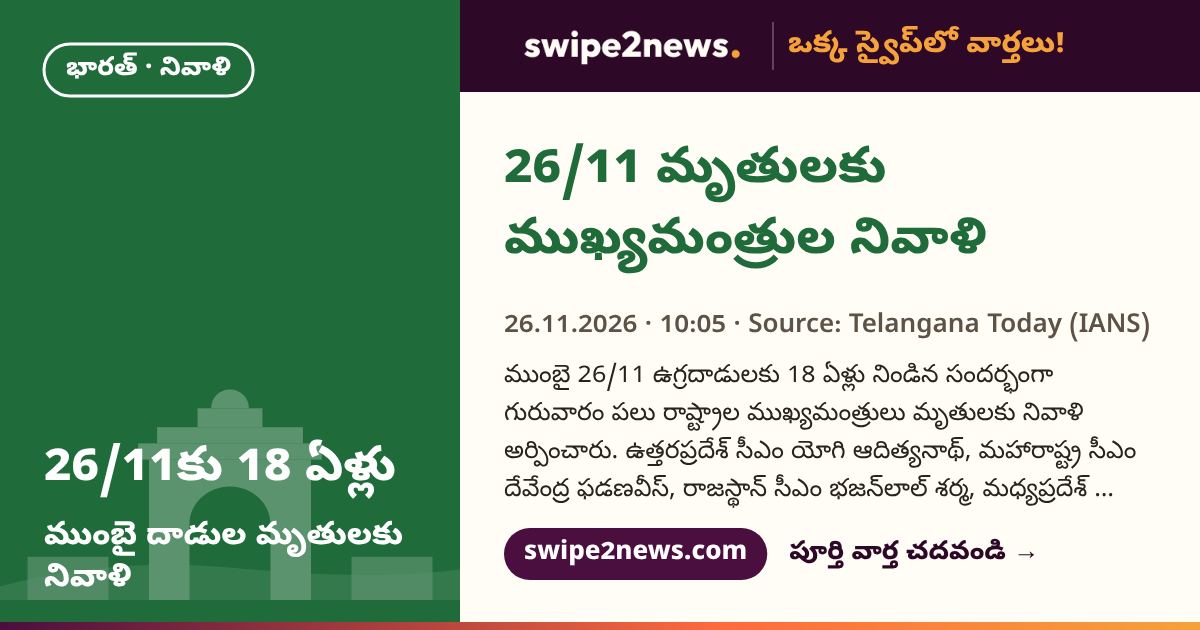 భారత్ · నివాళి
26/11కు 18 ఏళ్లు
ముంబై దాడుల మృతులకు
నివాళి
swipe2news.
ఒక్క స్వైప్‌లో వార్తలు!
26/11 మృతులకు
ముఖ్యమంత్రుల నివాళి
26.11.2026 · 10:05 · Source: Telangana Today (IANS)
ముంబై 26/11 ఉగ్రదాడులకు 18 ఏళ్లు నిండిన సందర్భంగా
గురువారం పలు రాష్ట్రాల ముఖ్యమంత్రులు మృతులకు నివాళి
అర్పించారు. ఉత్తరప్రదేశ్ సీఎం యోగి ఆదిత్యనాథ్, మహారాష్ట్ర సీఎం
దేవేంద్ర ఫడణవీస్, రాజస్థాన్ సీఎం భజన్‌లాల్ శర్మ, మధ్యప్రదేశ్ ...
swipe2news.com
పూర్తి వార్త చదవండి →